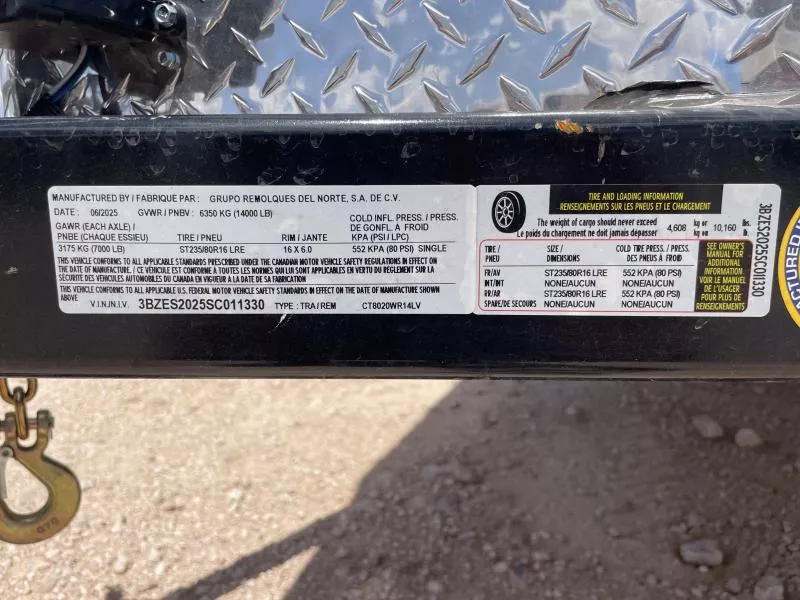 MANUFACTURED BY / FABRIQUE PAR : GRUPO REMOLQUES DEL NORTE, S.A. DE C.V.
DATE : 06/2025 GVWR / PNBV : 6350 KG (14000 LB)
GAWR (EACH AXLE) / PNBE (CHAQUE ESSIEU) TIRE / PNEU RIM / JANTE COLD INFL. PRESS. / PRESS. DE GONFL. A FROID KPA (PSI / LPC)
3175 KG (7000 LB) ST235/80R16 LRE 16 X 6.0 552 KPA (80 PSI) SINGLE
THIS VEHICLE CONFORMS TO ALL APPLICABLE STANDARDS PRESCRIBED UNDER THE CANADIAN MOTOR VEHICLE SAFETY REGULATIONS IN EFFECT ON
THE DATE OF MANUFACTURE / CE VEHICULE EST CONFORME A TOUTES LES NORMES QUI LUI SONT APPLICABLES EN VERTU DU REGLEMENT SUR LA
SÉCURITÉ DES VÉHICULES AUTOMOBILES DU CANADA EN VIGUEUR A LA DATE DE SA FABRICATION
THIS VEHICLE CONFORMS TO ALL APPLICABLE U.S. FEDERAL MOTOR VEHICLE SAFETY STANDARDS IN EFFECT ON THE DATE OF MANUFACTURE SHOWN
ABOVE.
V.I.N./N.I.V. 3BZES2025SC011330 TYPE : TRA / REM CT8020WR14LV
TIRE AND LOADING INFORMATION
RENSEIGNEMENTS SUR LES PNEUS ET LE CHARGEMENT
The weight of cargo should never exceed 4,608 kg or 10,160 lbs.
Le poids du chargement ne doit jamais dépasser kg ou lb.
TIRE / PNEU SIZE / DIMENSIONS COLD TIRE PRESS. / PRESS. DES PNEUS À FROID
FR/AV ST235/80R16 LRE 552 KPA (80 PSI)
INT/INT NONE/AUCUN NONE/AUCUN
RR/AR ST235/80R16 LRE 552 KPA (80 PSI)
SPARE/DE SECOURS NONE/AUCUN NONE/AUCUN
SEE OWNER'S
MANUAL FOR
ADDITIONAL
INFORMATION
VOIR LE MANUEL
DE L'USAGER
POUR PLUS DE
RENSEIGNEMENTS
3BZES2025SC011330